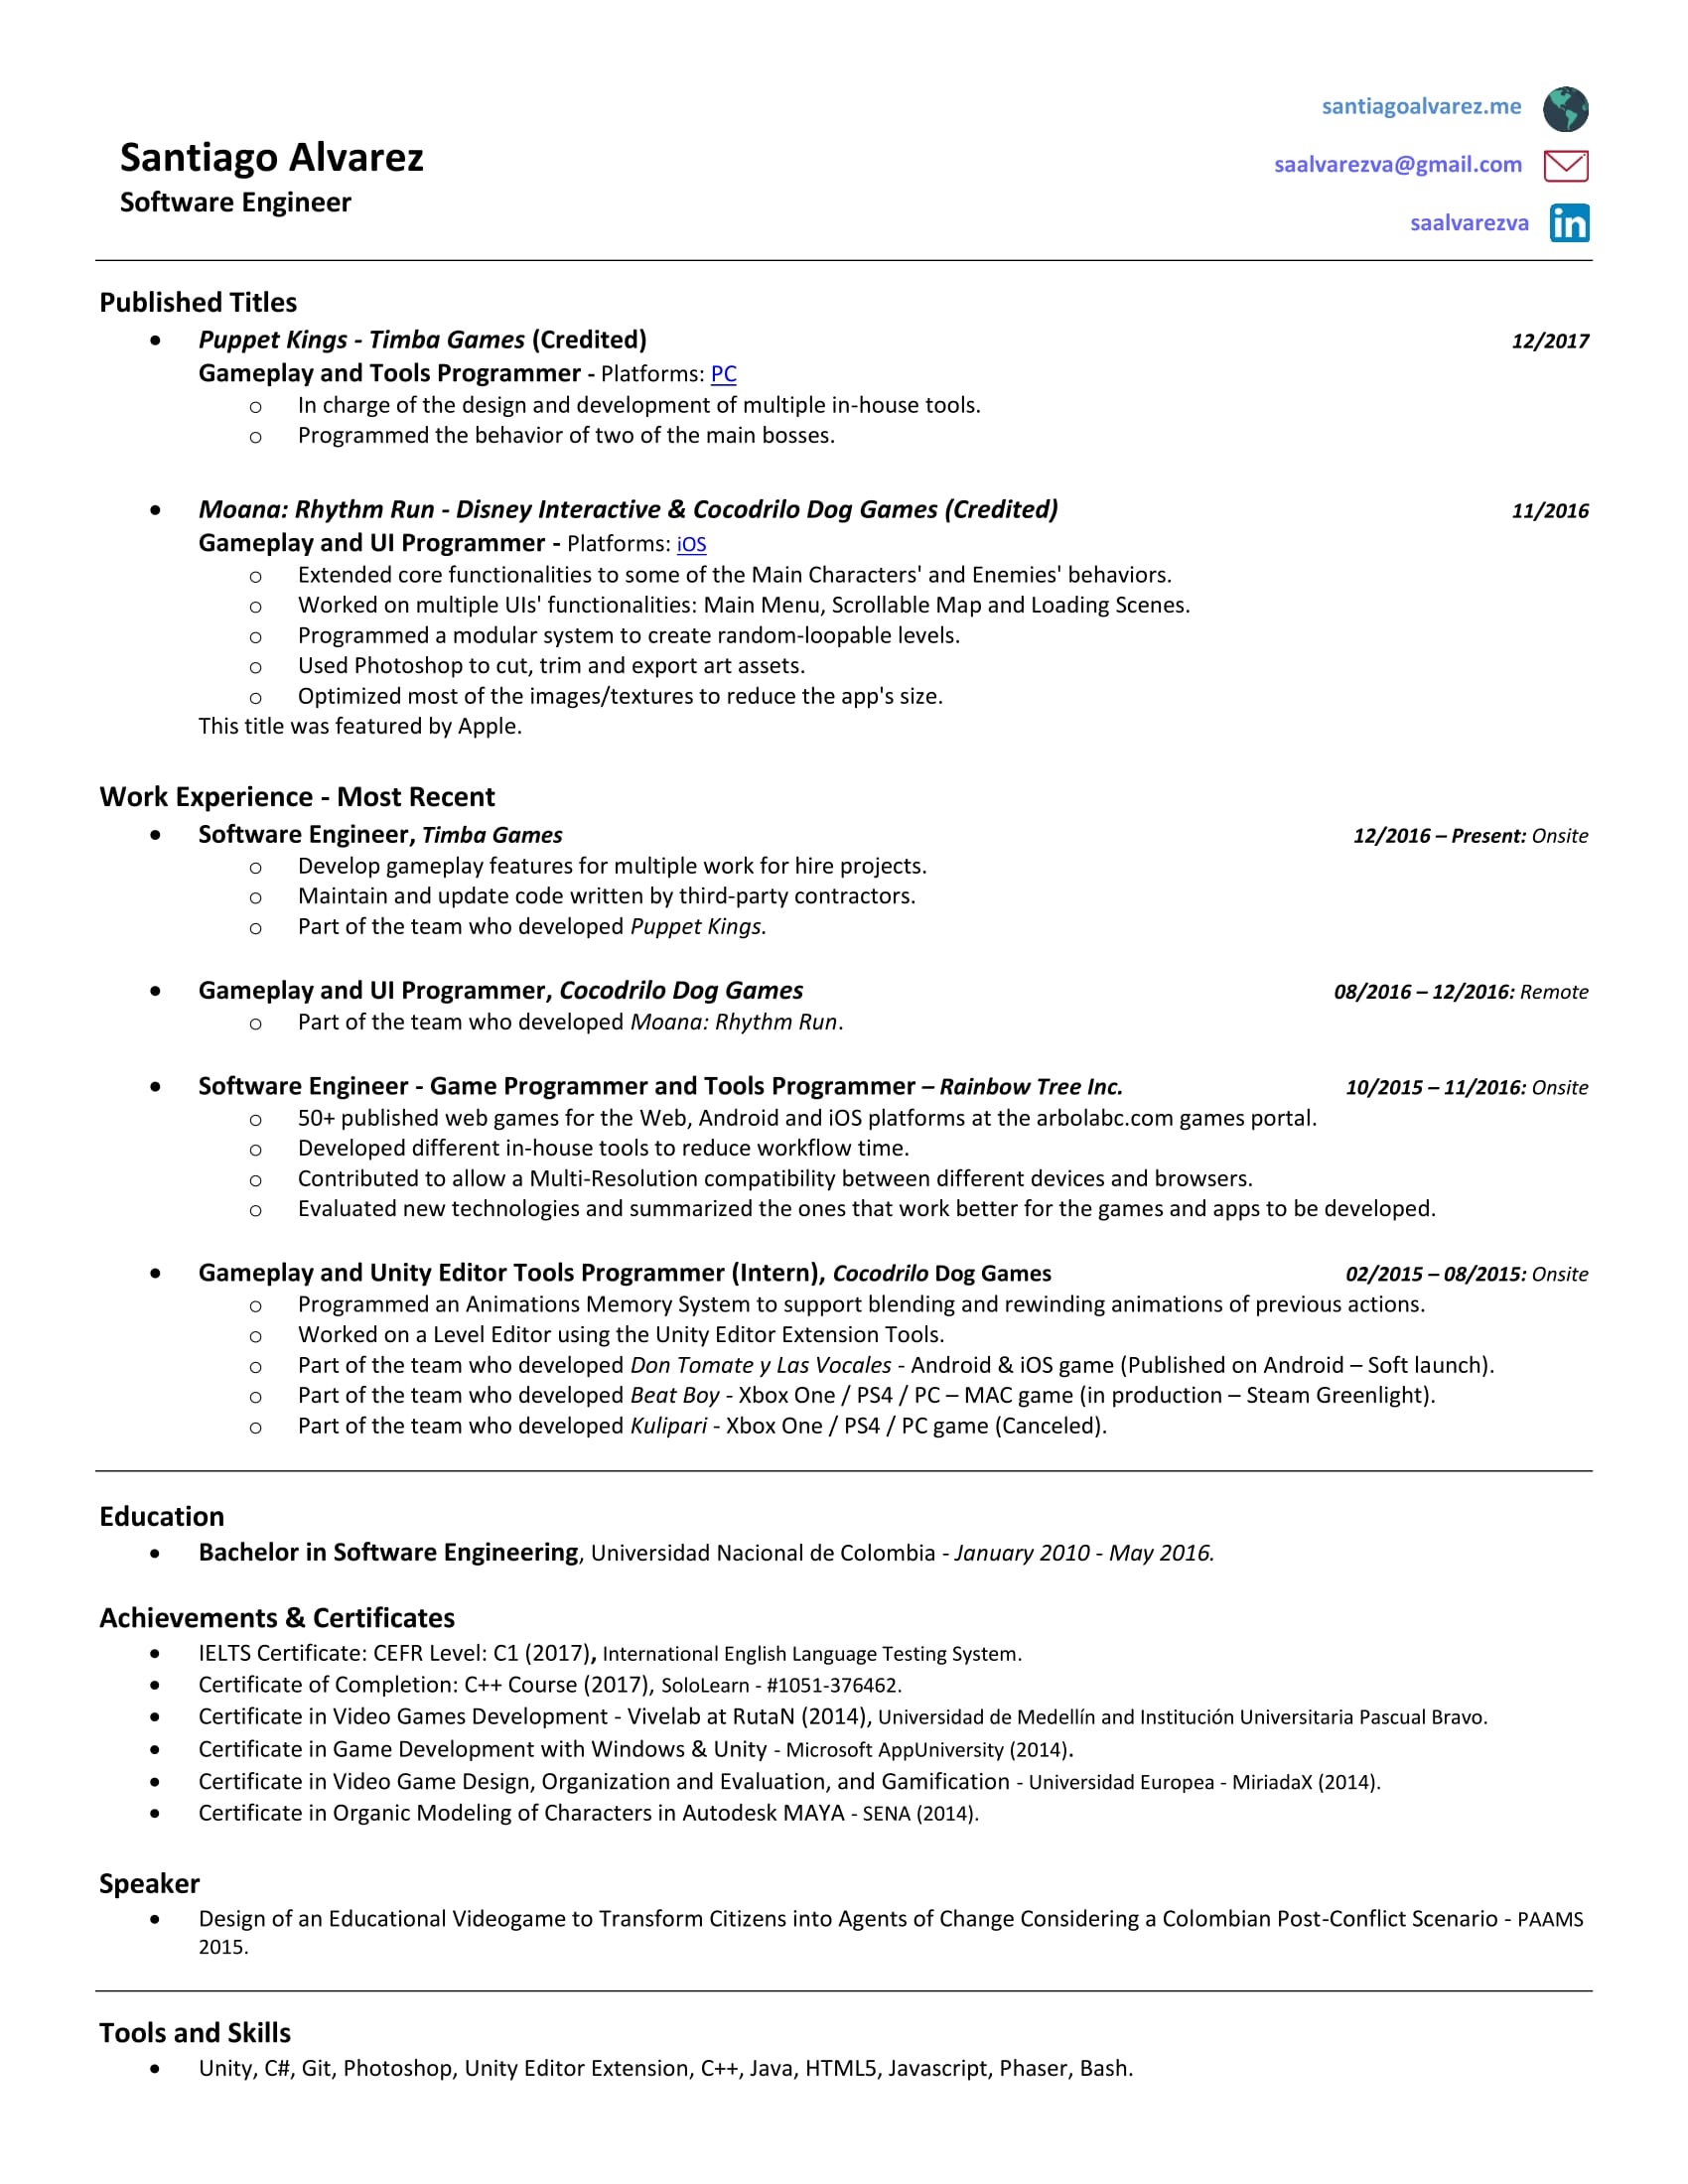 santiagoalvarez.me
Santiago Alvarez
saalvarezva@gmail.com
Software Engineer
saalvarezva in
Published Titles
• Puppet Kings - Timba Games (Credited) 12/2017
Gameplay and Tools Programmer - Platforms: PC
o In charge of the design and development of multiple in-house tools.
o Programmed the behavior of two of the main bosses.
• Moana: Rhythm Run - Disney Interactive & Cocodrilo Dog Games (Credited) 11/2016
Gameplay and UI Programmer - Platforms: iOS
o Extended core functionalities to some of the Main Characters' and Enemies' behaviors.
o Worked on multiple UIs' functionalities: Main Menu, Scrollable Map and Loading Scenes.
o Programmed a modular system to create random-loopable levels.
o Used Photoshop to cut, trim and export art assets.
o Optimized most of the images/textures to reduce the app's size.
This title was featured by Apple.
Work Experience - Most Recent
• Software Engineer, Timba Games 12/2016 – Present: Onsite
o Develop gameplay features for multiple work for hire projects.
o Maintain and update code written by third-party contractors.
o Part of the team who developed Puppet Kings.
• Gameplay and UI Programmer, Cocodrilo Dog Games 08/2016 – 12/2016: Remote
o Part of the team who developed Moana: Rhythm Run.
• Software Engineer - Game Programmer and Tools Programmer – Rainbow Tree Inc. 10/2015 – 11/2016: Onsite
o 50+ published web games for the Web, Android and iOS platforms at the arbolabc.com games portal.
o Developed different in-house tools to reduce workflow time.
o Contributed to allow a Multi-Resolution compatibility between different devices and browsers.
o Evaluated new technologies and summarized the ones that work better for the games and apps to be developed.
• Gameplay and Unity Editor Tools Programmer (Intern), Cocodrilo Dog Games 02/2015 – 08/2015: Onsite
o Programmed an Animations Memory System to support blending and rewinding animations of previous actions.
o Worked on a Level Editor using the Unity Editor Extension Tools.
o Part of the team who developed Don Tomate y Las Vocales - Android & iOS game (Published on Android – Soft launch).
o Part of the team who developed Beat Boy - Xbox One / PS4 / PC – MAC game (in production – Steam Greenlight).
o Part of the team who developed Kulipari - Xbox One / PS4 / PC game (Canceled).
Education
• Bachelor in Software Engineering, Universidad Nacional de Colombia - January 2010 - May 2016.
Achievements & Certificates
• IELTS Certificate: CEFR Level: C1 (2017), International English Language Testing System.
• Certificate of Completion: C++ Course (2017), SoloLearn - #1051-376462.
• Certificate in Video Games Development - Vivelab at RutaN (2014), Universidad de Medellín and Institución Universitaria Pascual Bravo.
• Certificate in Game Development with Windows & Unity - Microsoft AppUniversity (2014).
• Certificate in Video Game Design, Organization and Evaluation, and Gamification - Universidad Europea - MiriadaX (2014).
• Certificate in Organic Modeling of Characters in Autodesk MAYA - SENA (2014).
Speaker
• Design of an Educational Videogame to Transform Citizens into Agents of Change Considering a Colombian Post-Conflict Scenario - PAAMS
2015.
Tools and Skills
• Unity, C#, Git, Photoshop, Unity Editor Extension, C++, Java, HTML5, Javascript, Phaser, Bash.